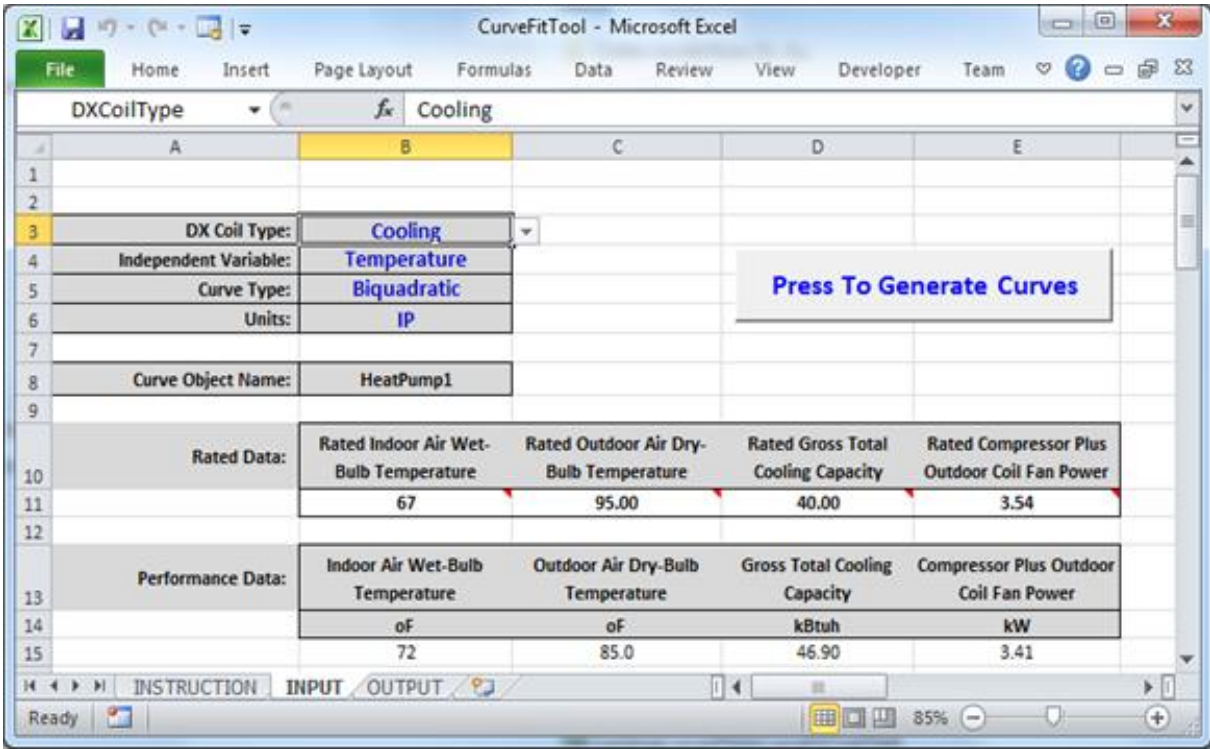 CurveFitTool - Microsoft Excel
File Home Insert Page Layout Formulas Data Review View Developer Team
DXCoilType fx Cooling
A B C D E
1
2
3 DX Coil Type: Cooling
4 Independent Variable: Temperature
Press To Generate Curves
5 Curve Type: Biquadratic
6 Units: IP
7
8 Curve Object Name: HeatPump1
9
Rated Data: Rated Indoor Air Wet- Rated Outdoor Air Dry- Rated Gross Total Rated Compressor Plus
10 Bulb Temperature Bulb Temperature Cooling Capacity Outdoor Coil Fan Power
11 67 95.00 40.00 3.54
12
Performance Data: Indoor Air Wet-Bulb Outdoor Air Dry-Bulb Gross Total Cooling Compressor Plus Outdoor
13 Temperature Temperature Capacity Coil Fan Power
14 oF oF kBtuh kW
15 72 85.0 46.90 3.41
INSTRUCTION INPUT OUTPUT
Ready 85%